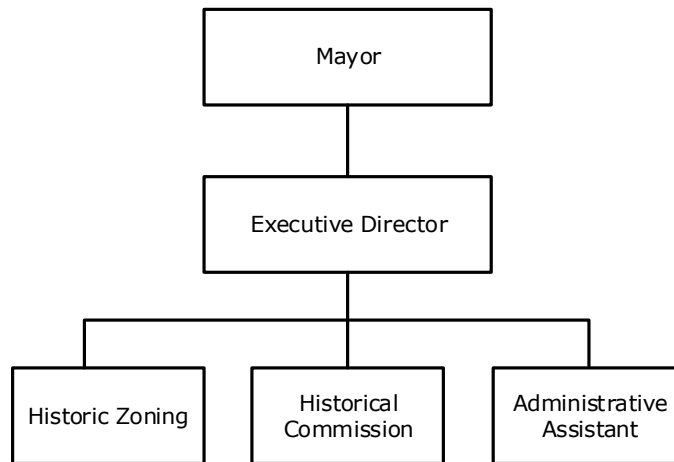 Mayor
Executive Director
Historic Zoning
Historical
Commission
Administrative
Assistant